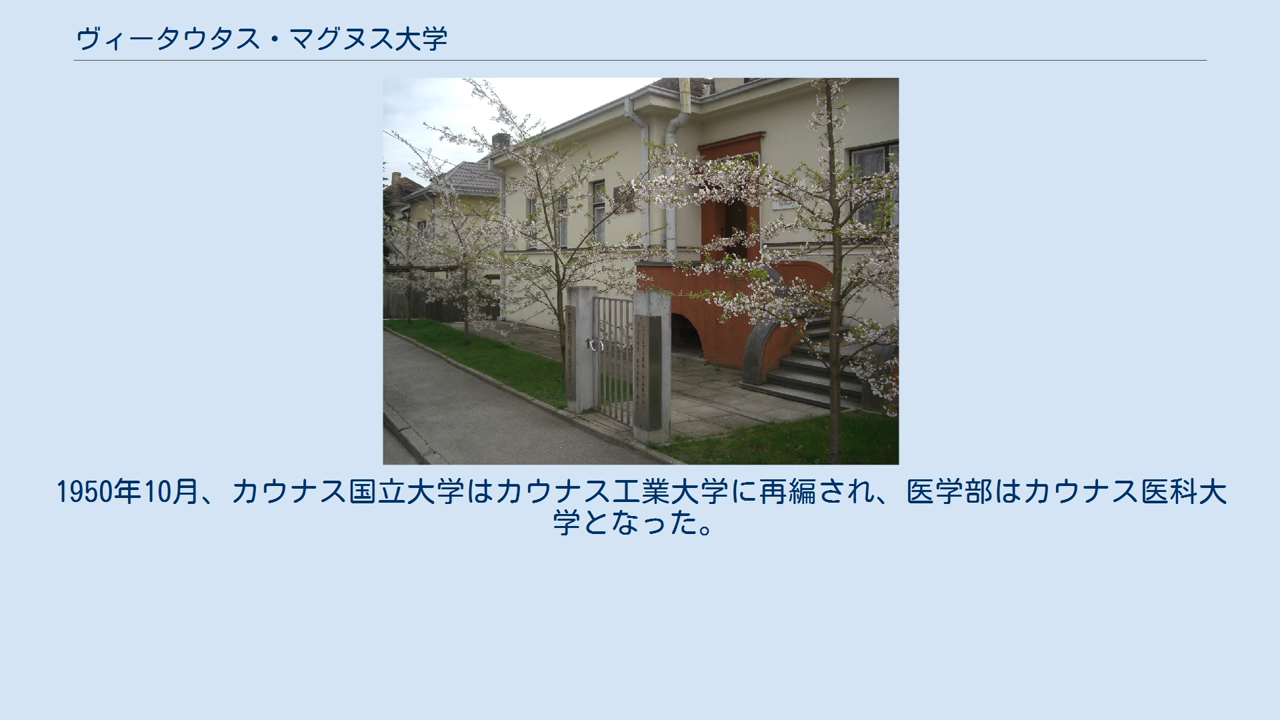 ヴィータウタス・マグヌス大学
1950年10月、カウナス国立大学はカウナス工業大学に再編され、医学部はカウナス医科大
学となった。